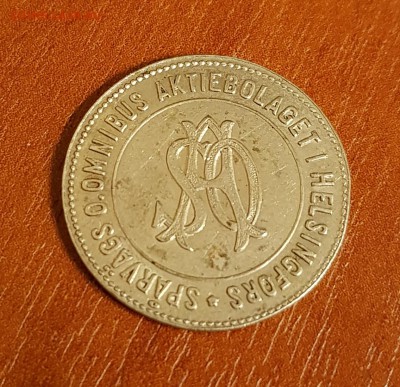 SPÅRVÄGS O. OMNIBUS AKTIEBOLAGET I HELSINGFORS ★